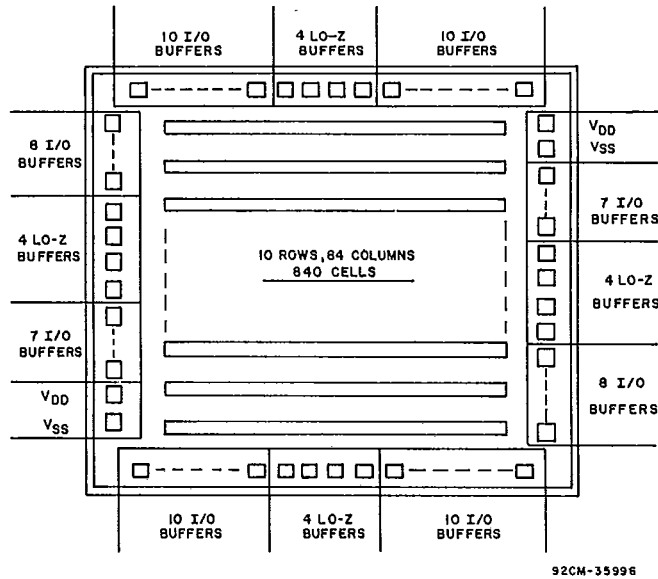 10 I/O
BUFFERS
4 LO-Z
BUFFERS
10 I/O
BUFFERS
8 I/O
BUFFERS
4 LO-Z
BUFFERS
7 I/O
BUFFERS
VDD
VSS
10 ROWS,84 COLUMNS
840 CELLS
VDD
VSS
7 I/O
BUFFERS
4 LO-Z
BUFFERS
8 I/O
BUFFERS
10 I/O
BUFFERS
4 LO-Z
BUFFERS
10 I/O
BUFFERS
92CM-35996